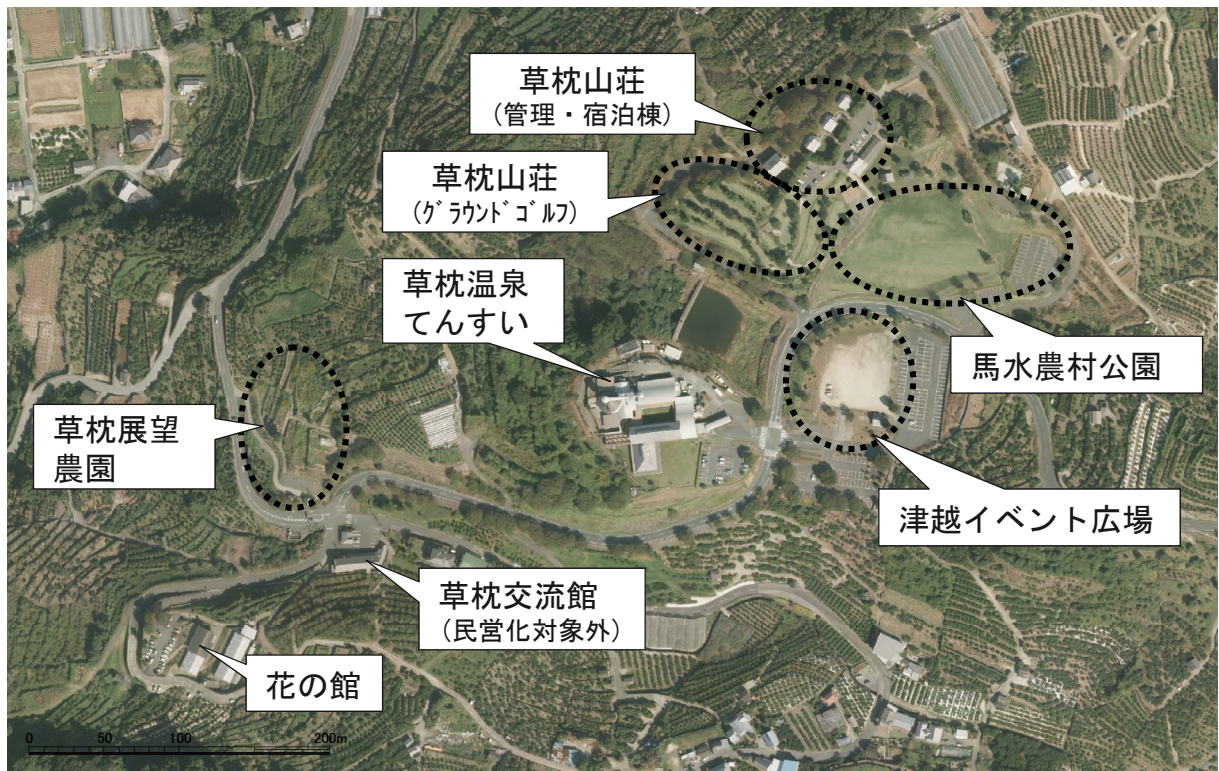 草枕山荘
（管理・宿泊棟）
草枕山荘
（ｸﾞﾗｳﾝﾄﾞｺﾞﾙﾌ）
草枕温泉
てんすい
馬水農村公園
草枕展望
農園
津越イベント広場
草枕交流館
（民営化対象外）
花の館
0 50 100 200m